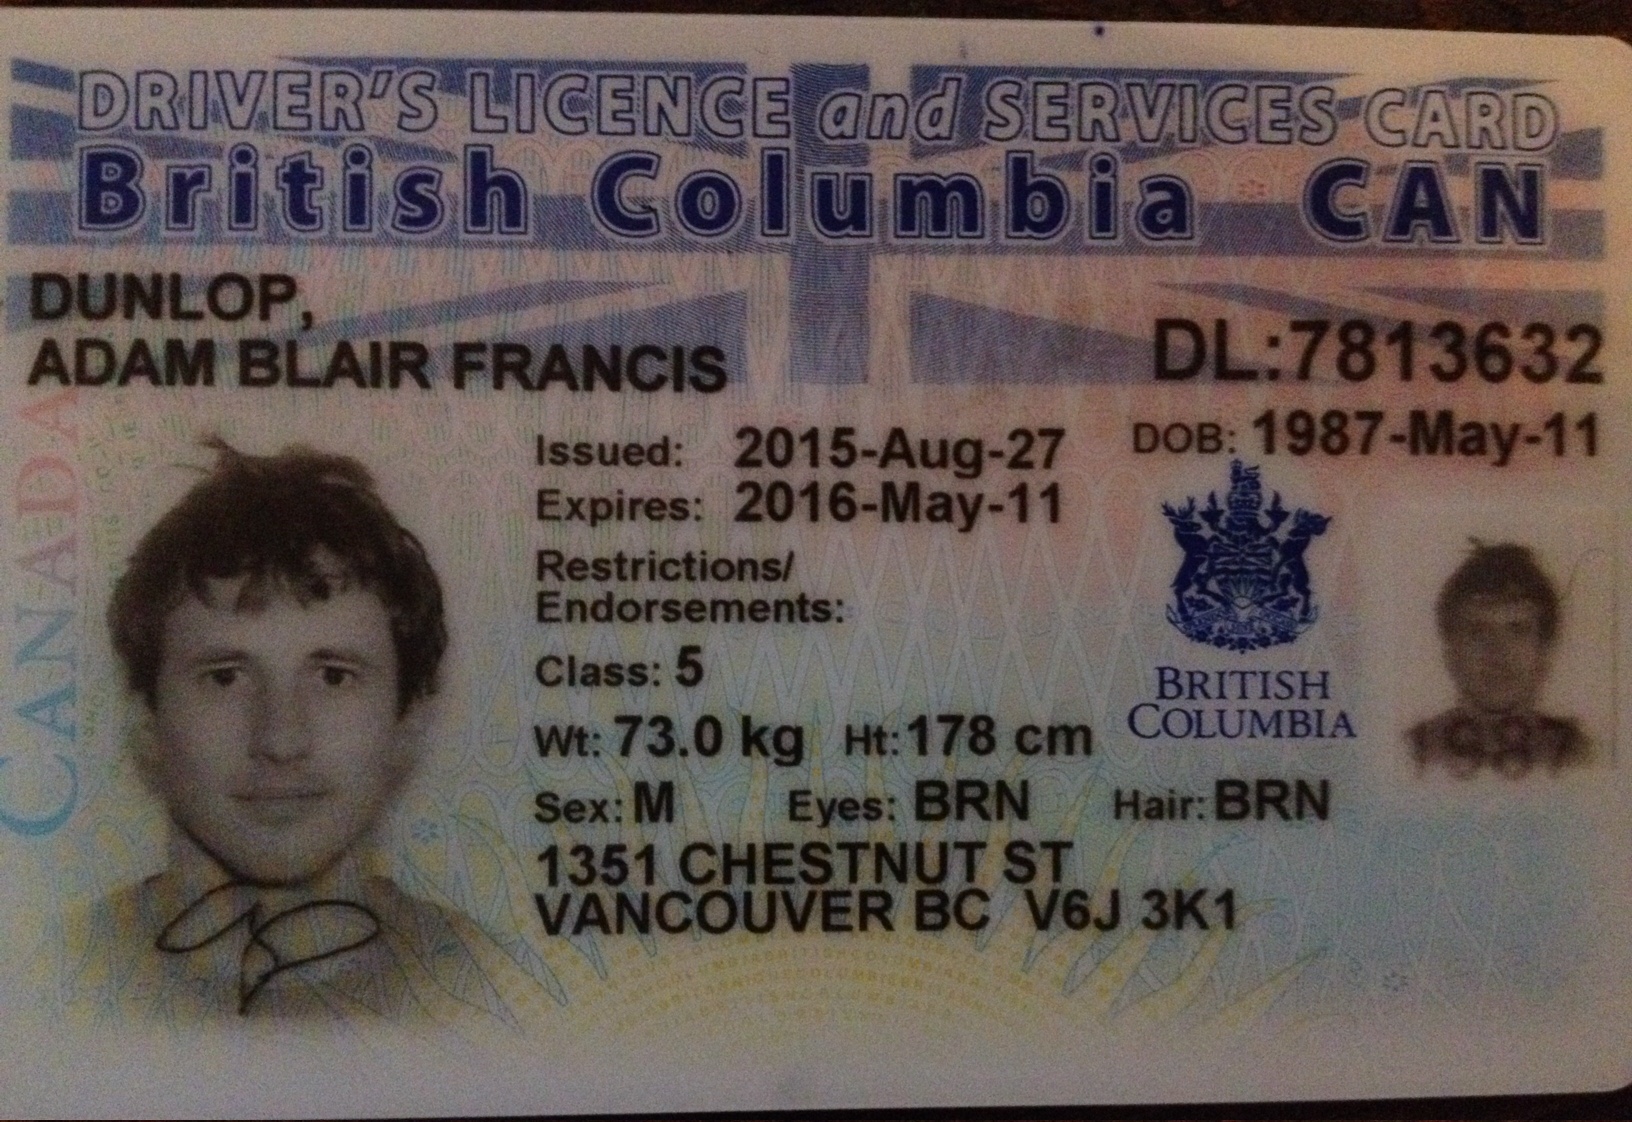 DRIVER'S LICENCE and SERVICES CARD
British Columbia CAN
DUNLOP,
ADAM BLAIR FRANCIS
DL:7813632
Issued: 2015-Aug-27
DOB: 1987-May-11
Expires: 2016-May-11
Restrictions/
Endorsements:
Class: 5
Wt: 73.0 kg Ht: 178 cm
Sex: M Eyes: BRN Hair: BRN
1351 CHESTNUT ST
VANCOUVER BC V6J 3K1
BRITISH
COLUMBIA
1987
CANADA